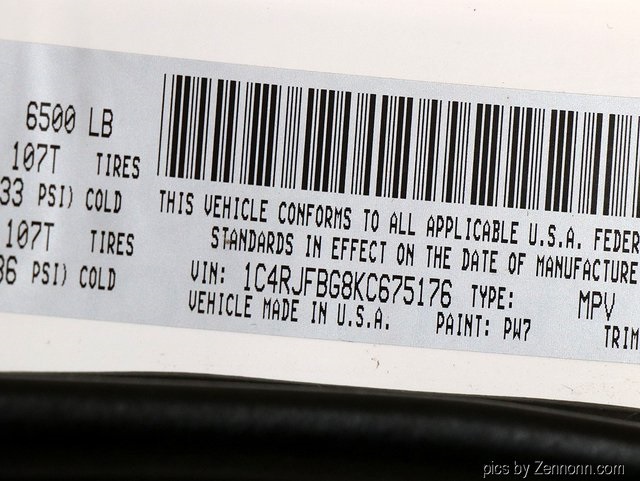 6500 LB
107T TIRES
33 PSI) COLD
107T TIRES
36 PSI) COLD
THIS VEHICLE CONFORMS TO ALL APPLICABLE U.S.A. FEDER
STANDARDS IN EFFECT ON THE DATE OF MANUFACTURE
VIN: 1C4RJFBG8KC675176 TYPE: MPV
VEHICLE MADE IN U.S.A. PAINT: PW7 TRIM
pics by Zennonn.com